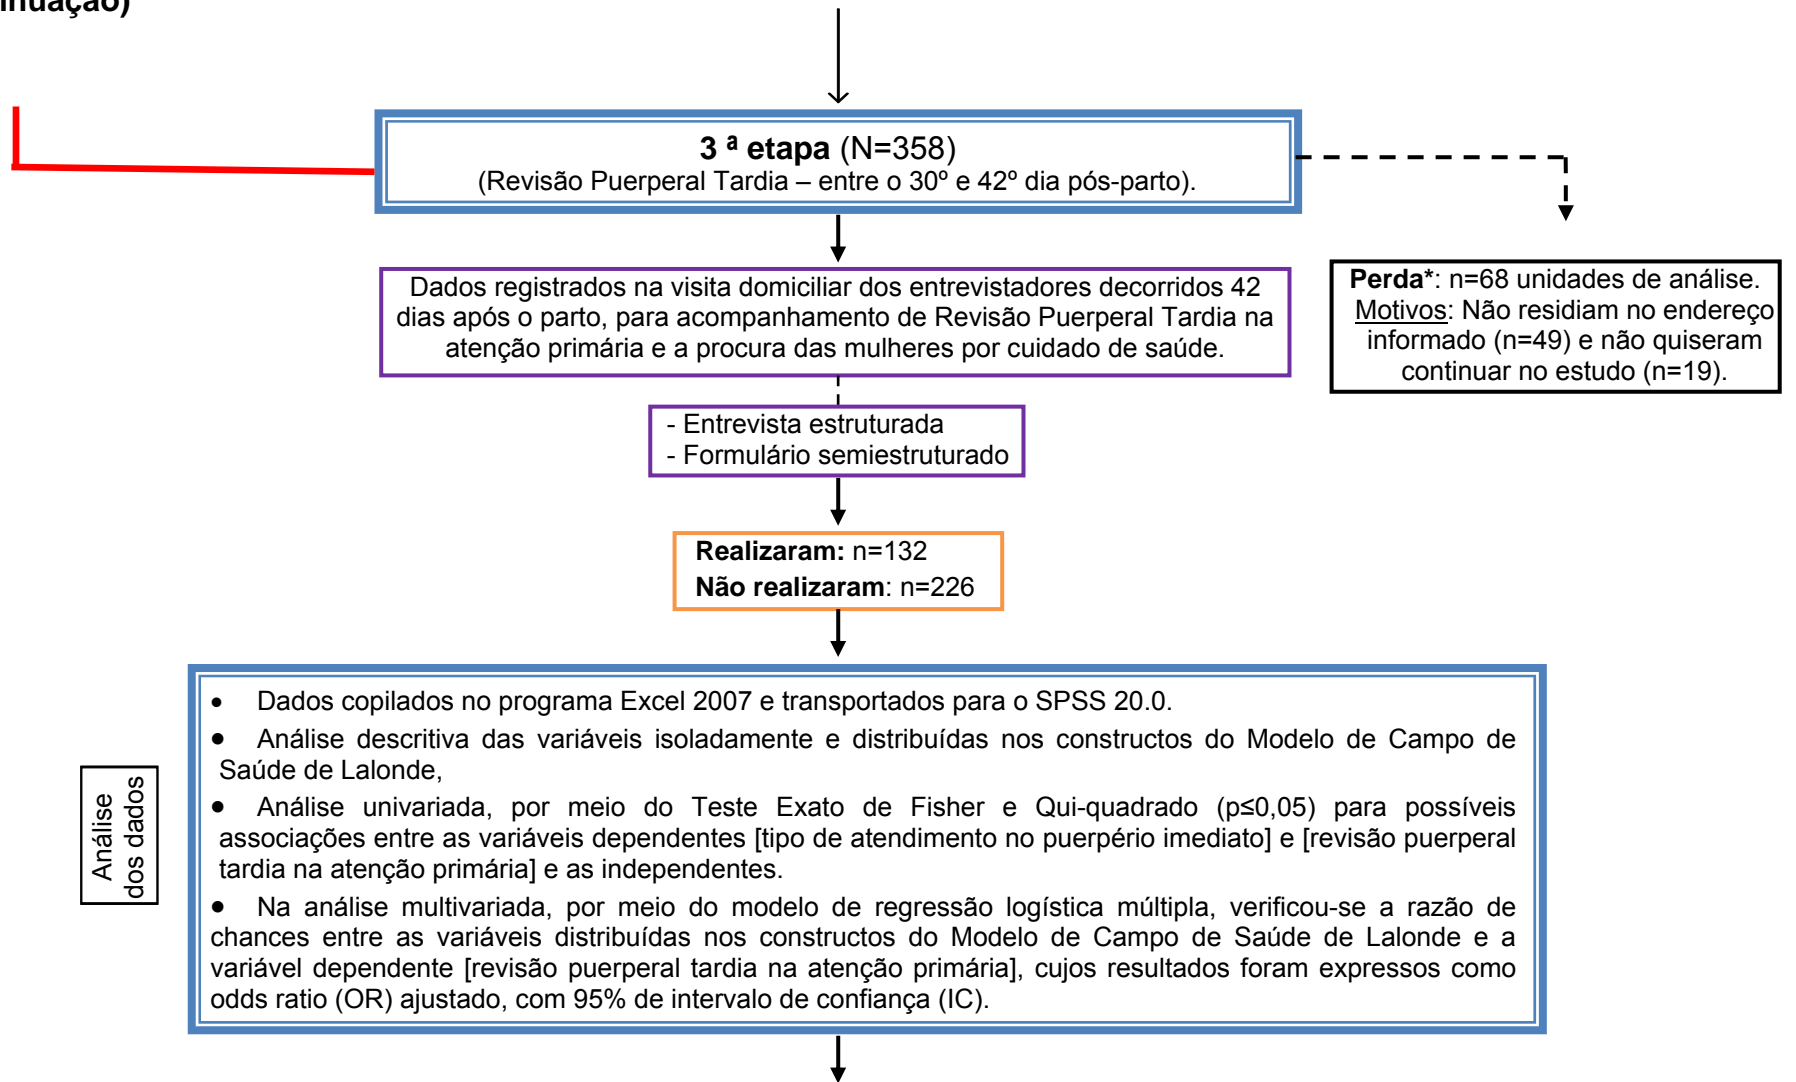 inuação)
3 ª etapa (N=358)
(Revisão Puerperal Tardia – entre o 30º e 42º dia pós-parto).
Dados registrados na visita domiciliar dos entrevistadores decorridos 42
dias após o parto, para acompanhamento de Revisão Puerperal Tardia na
atenção primária e a procura das mulheres por cuidado de saúde.
Perda*: n=68 unidades de análise.
Motivos: Não residiam no endereço
informado (n=49) e não quiseram
continuar no estudo (n=19).
- Entrevista estruturada
- Formulário semiestruturado
Realizaram: n=132
Não realizaram: n=226
Análise
dos dados
• Dados copilados no programa Excel 2007 e transportados para o SPSS 20.0.
• Análise descritiva das variáveis isoladamente e distribuídas nos constructos do Modelo de Campo de
Saúde de Lalonde,
• Análise univariada, por meio do Teste Exato de Fisher e Qui-quadrado (p≤0,05) para possíveis
associações entre as variáveis dependentes [tipo de atendimento no puerpério imediato] e [revisão puerperal
tardia na atenção primária] e as independentes.
• Na análise multivariada, por meio do modelo de regressão logística múltipla, verificou-se a razão de
chances entre as variáveis distribuídas nos constructos do Modelo de Campo de Saúde de Lalonde e a
variável dependente [revisão puerperal tardia na atenção primária], cujos resultados foram expressos como
odds ratio (OR) ajustado, com 95% de intervalo de confiança (IC).